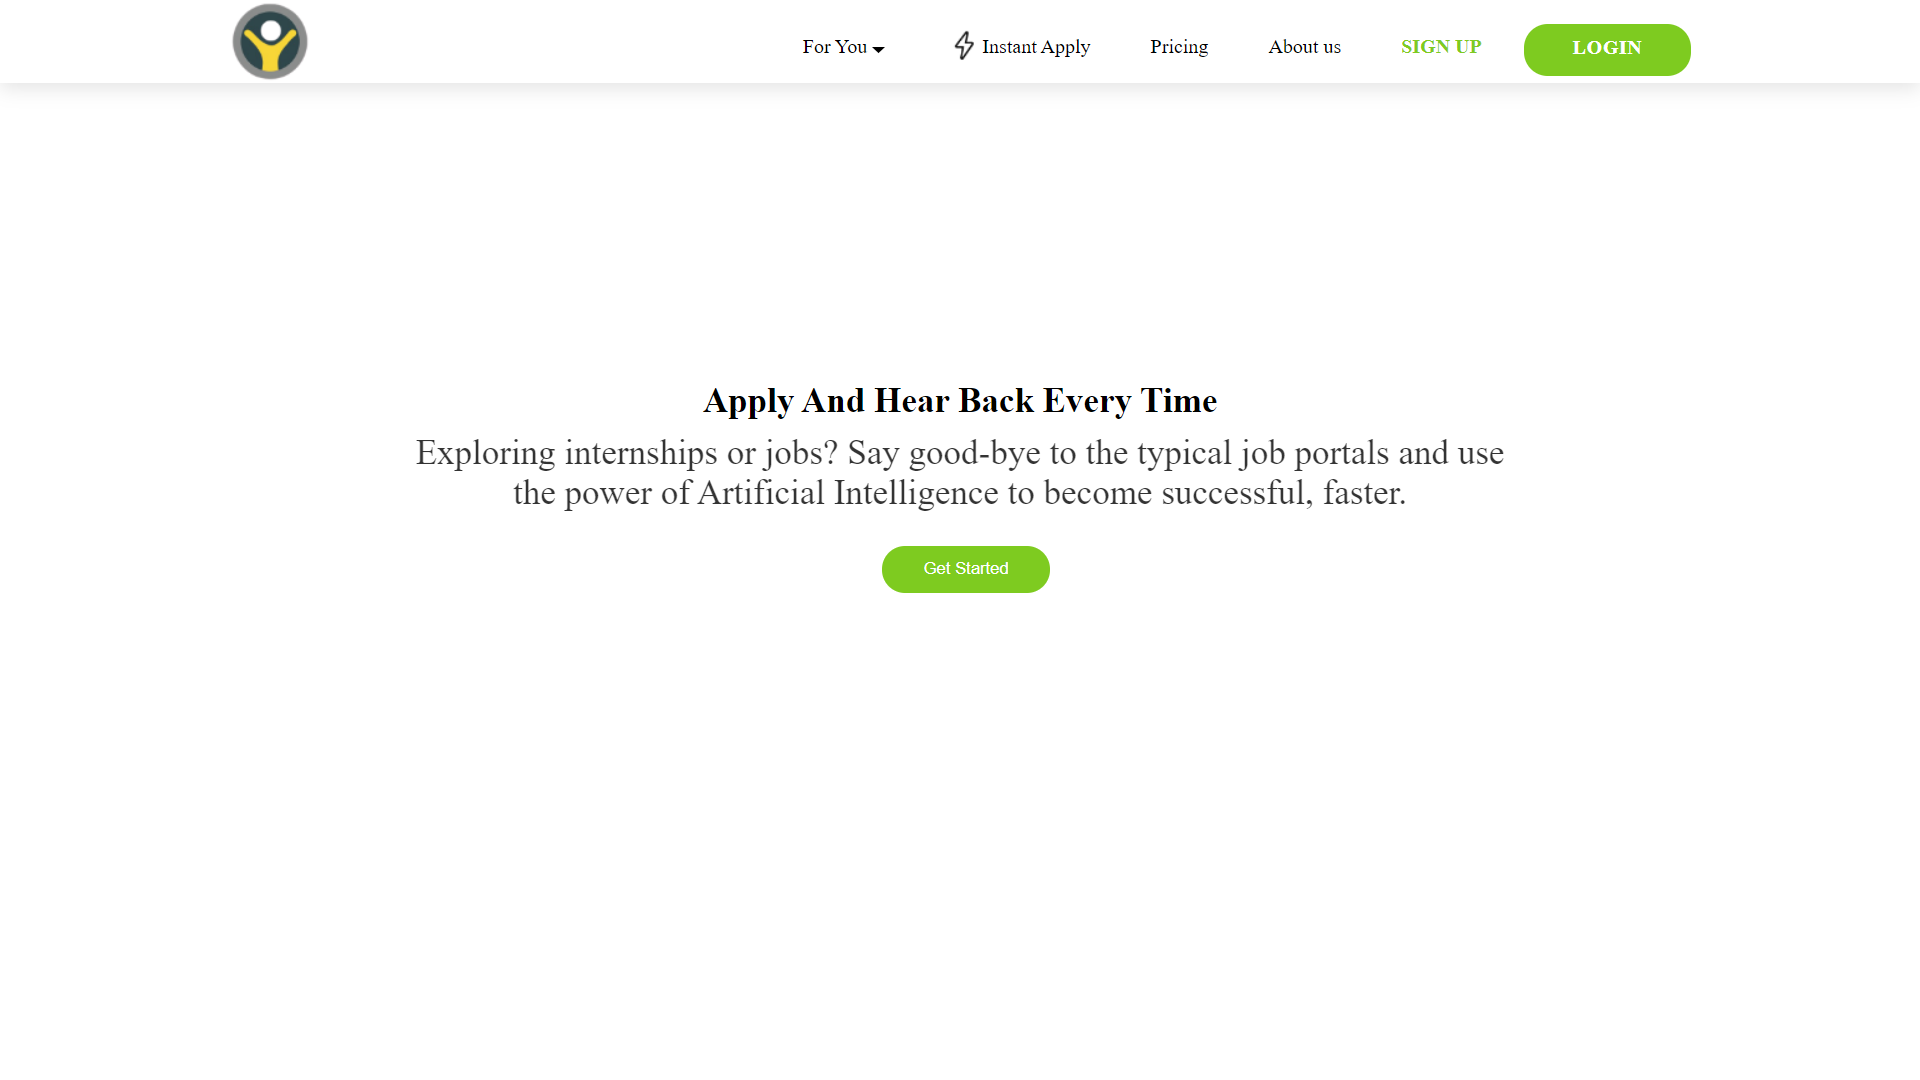 For You
Instant Apply
Pricing
About us
SIGN UP
LOGIN
Apply And Hear Back Every Time
Exploring internships or jobs? Say good-bye to the typical job portals and use
the power of Artificial Intelligence to become successful, faster.
Get Started